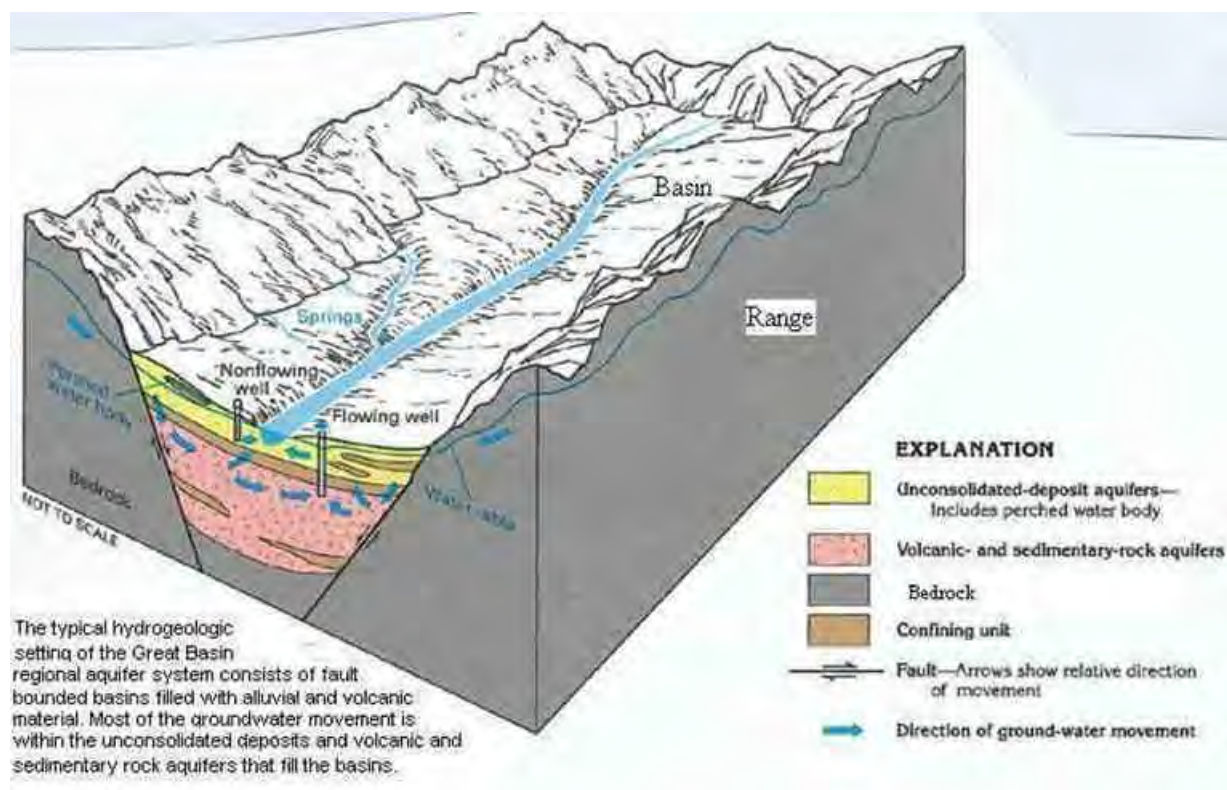 Basin
Range
Springs
Nonflowing
well
Flowing well
Perched
water body
Bedrock
Water table
NOT TO SCALE
EXPLANATION
Unconsolidated-deposit aquifers—
Includes perched water body
Volcanic- and sedimentary-rock aquifers
Bedrock
Confining unit
Fault—Arrows show relative direction
of movement
Direction of ground-water movement
The typical hydrogeologic
setting of the Great Basin
regional aquifer system consists of fault
bounded basins filled with alluvial and volcanic
material. Most of the groundwater movement is
within the unconsolidated deposits and volcanic and
sedimentary rock aquifers that fill the basins.